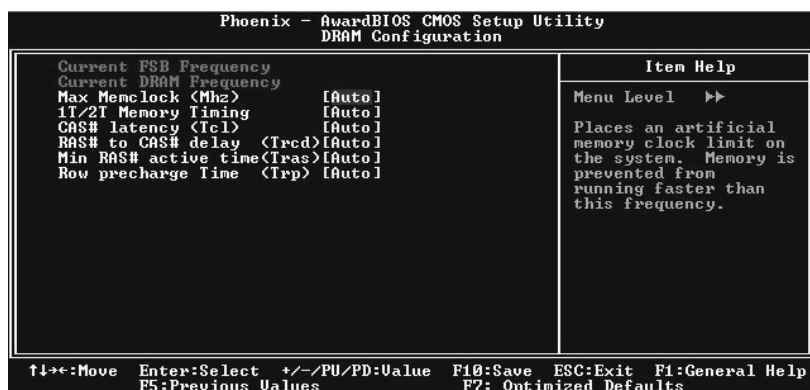 Phoenix - AwardBIOS CMOS Setup Utility
DRAM Configuration
Current FSB Frequency
Current DRAM Frequency
Max Memclock (Mhz) [Auto]
1T/2T Memory Timing [Auto]
CAS# latency (Tcl) [Auto]
RAS# to CAS# delay (Trcd)[Auto]
Min RAS# active time(Tras)[Auto]
Row precharge Time (Trp) [Auto]
Item Help
Menu Level ▶▶
Places an artificial
memory clock limit on
the system. Memory is
prevented from
running faster than
this frequency.
↑↓→←:Move Enter:Select +/-/PU/PD:Value F10:Save ESC:Exit F1:General Help
F5:Previous Values F7: Optimized Defaults